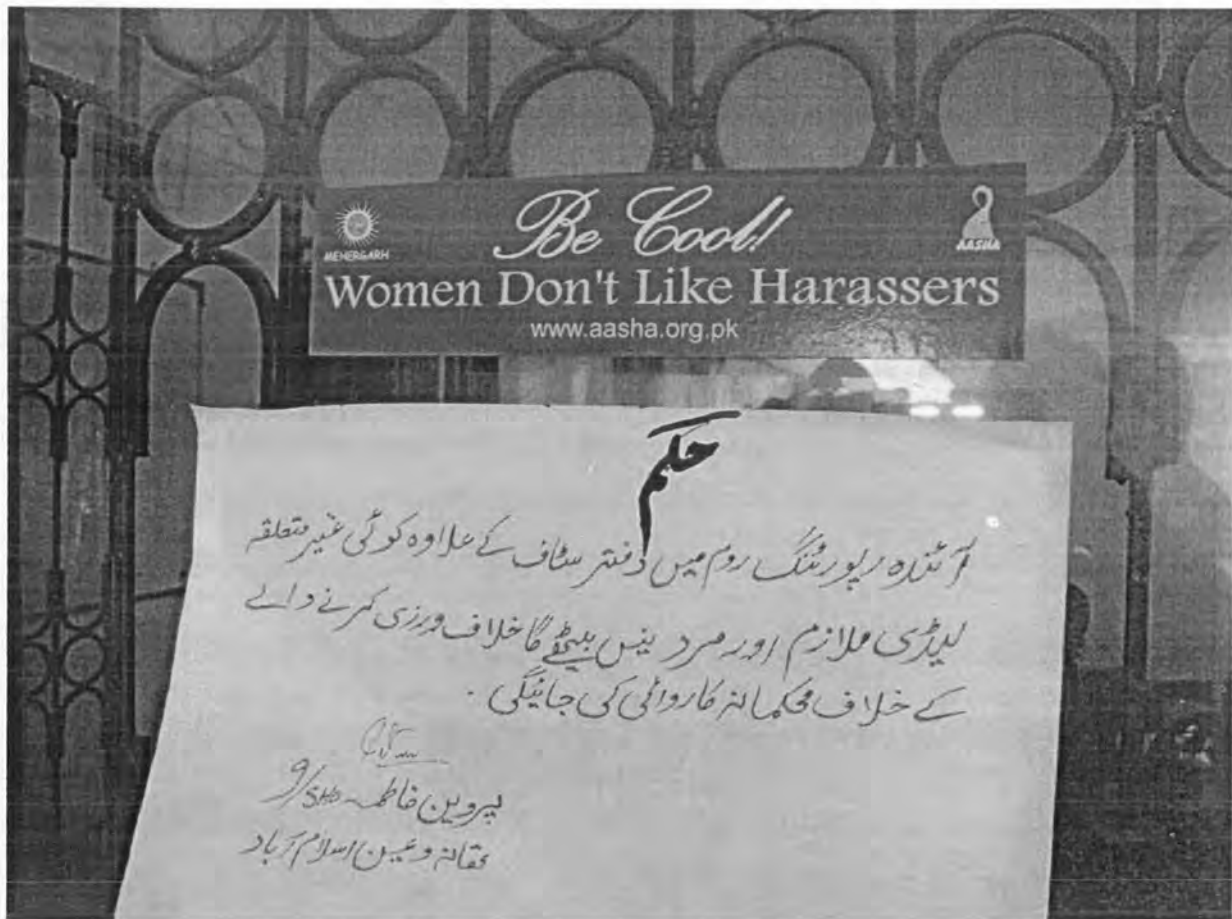 Be Cool!
MEHERGARH
AASHA
Women Don't Like Harassers
www.aasha.org.pk
حکم
آئندہ رپورٹنگ روم میں دفتر سٹاف کے علاوہ کوئی غیر متعلقہ
لیڈی ملازم اور مرد نہیں بیٹھے گا خلاف ورزی کرنے والے
کے خلاف محکمانہ کاروائی کی جائیگی۔
پروین فاطمہ SHO/و
تھانہ ویمن اسلام آباد